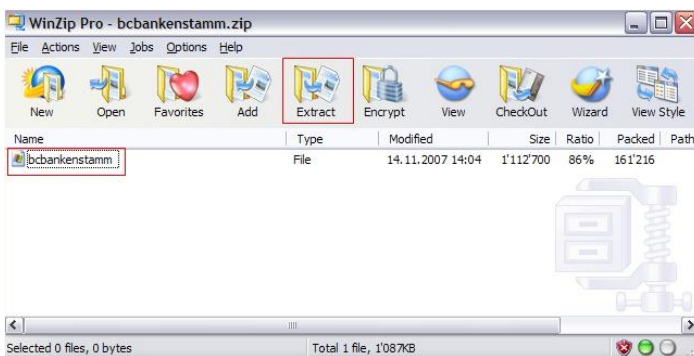 WinZip Pro - bcbankenstamm.zip
File Actions View Jobs Options Help
New Open Favorites Add Extract Encrypt View CheckOut Wizard View Style
Name Type Modified Size Ratio Packed Path
bcbankenstamm File 14.11.2007 14:04 1'112'700 86% 161'216
Selected 0 files, 0 bytes Total 1 file, 1'087KB